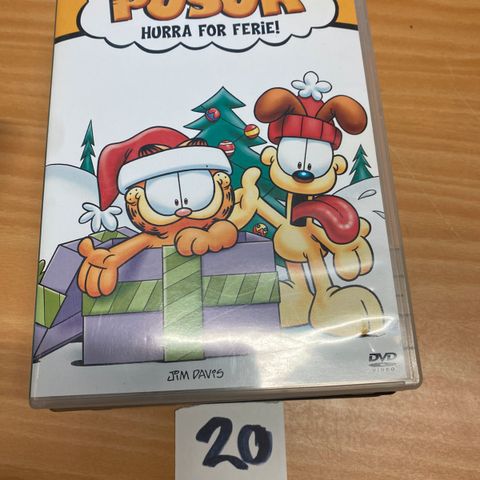 PUSUR
HURRA FOR FERIE!
JIM DAVIS
DVD
VIDEO
20